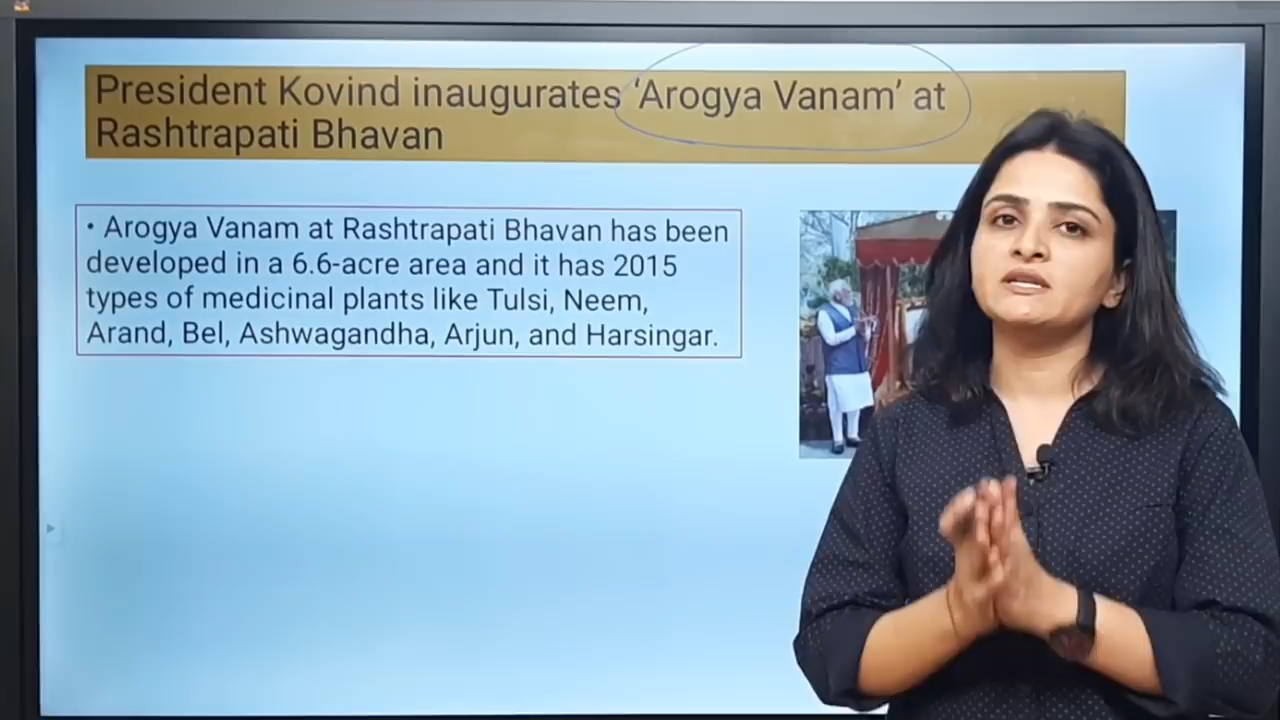 President Kovind inaugurates ‘Arogya Vanam’ at
Rashtrapati Bhavan
• Arogya Vanam at Rashtrapati Bhavan has been
developed in a 6.6-acre area and it has 2015
types of medicinal plants like Tulsi, Neem,
Arand, Bel, Ashwagandha, Arjun, and Harsingar.